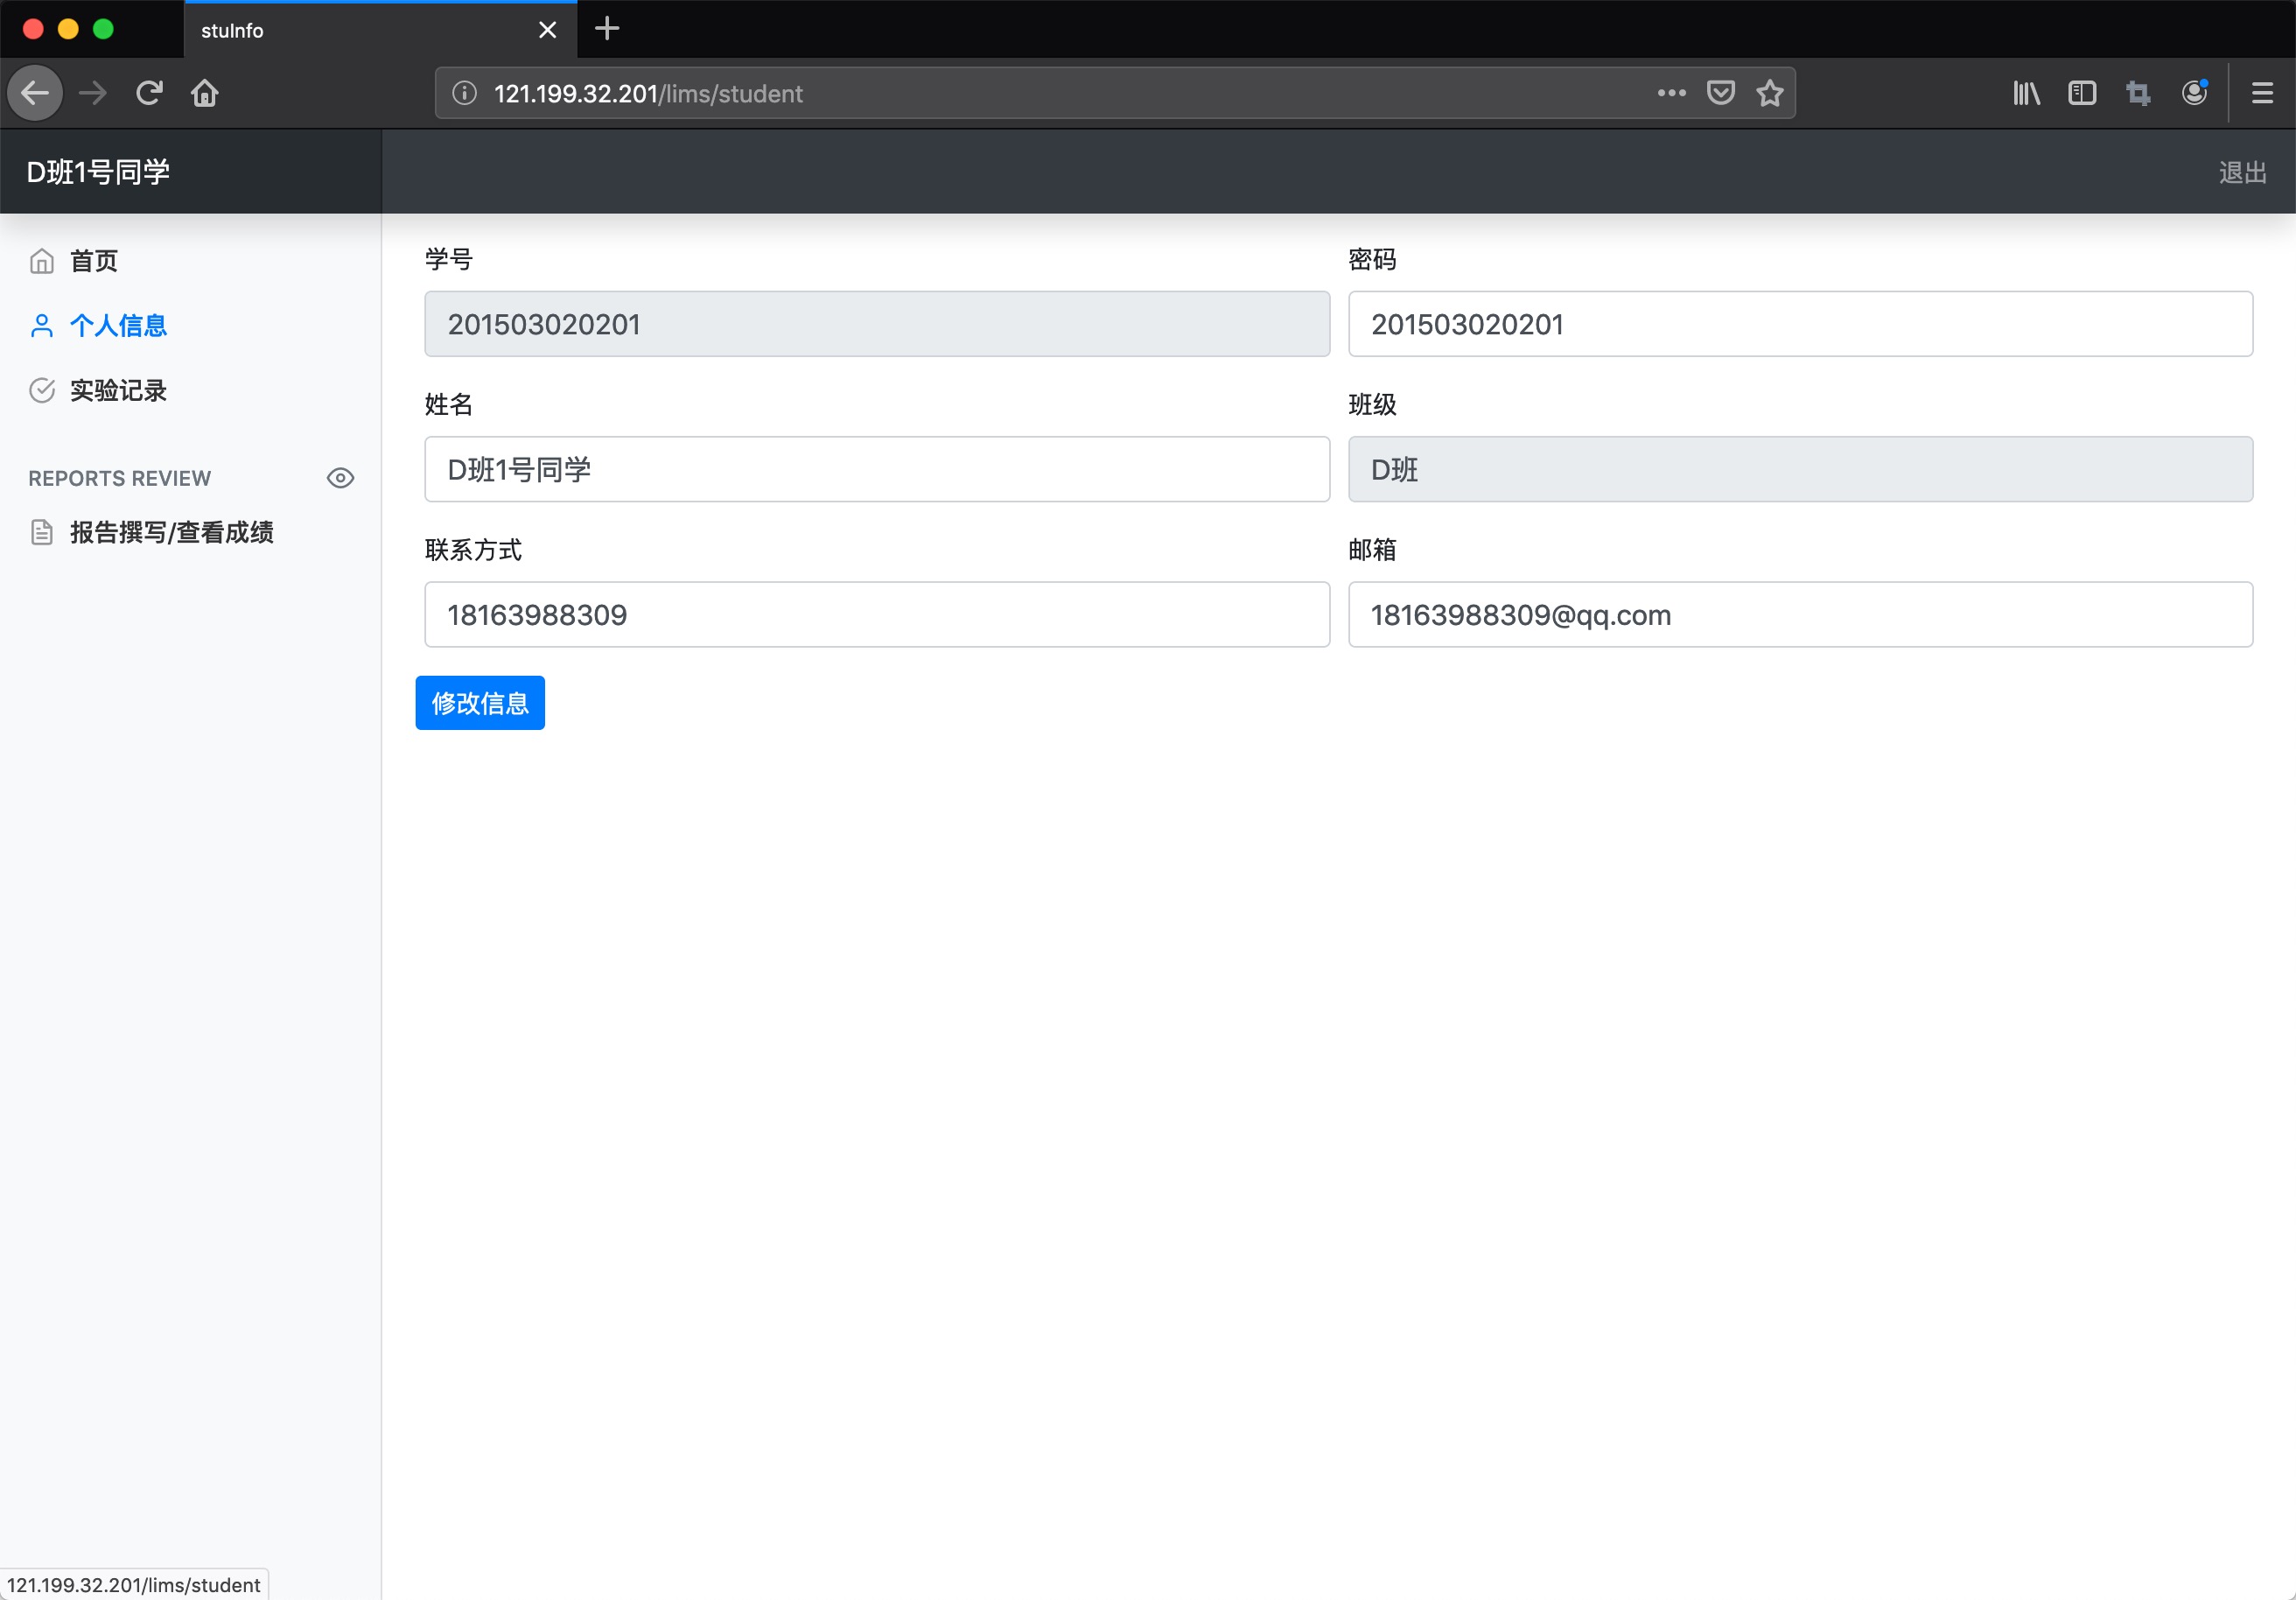 stuInfo
121.199.32.201/lims/student
D班1号同学
退出
首页
个人信息
实验记录
REPORTS REVIEW
报告撰写/查看成绩
学号
密码
201503020201
201503020201
姓名
班级
D班1号同学
D班
联系方式
邮箱
18163988309
18163988309@qq.com
修改信息
121.199.32.201/lims/student